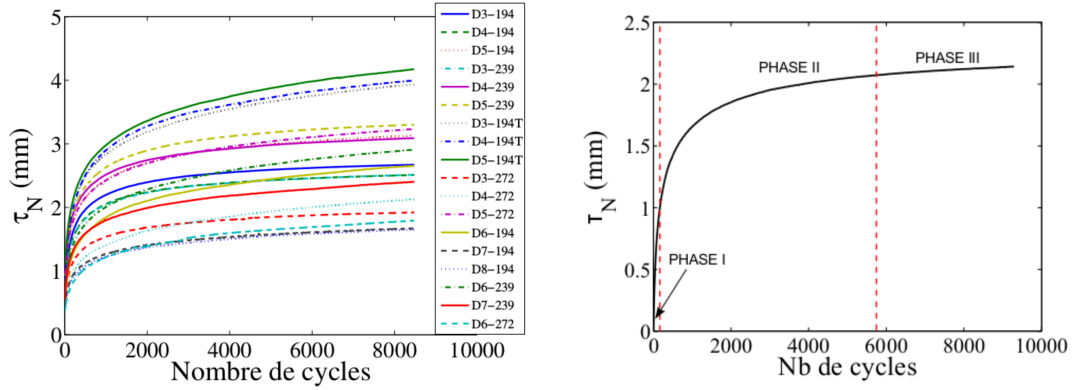 5
4
3
2
1
0
τN (mm)
0
2000
4000
6000
8000
10000
Nombre de cycles
D3-194
D4-194
D5-194
D3-239
D4-239
D5-239
D3-194T
D4-194T
D5-194T
D3-272
D4-272
D5-272
D6-194
D7-194
D8-194
D6-239
D7-239
D6-272
2.5
2
1.5
1
0.5
0
τN (mm)
PHASE I
PHASE II
PHASE III
0
2000
4000
6000
8000
10000
Nb de cycles